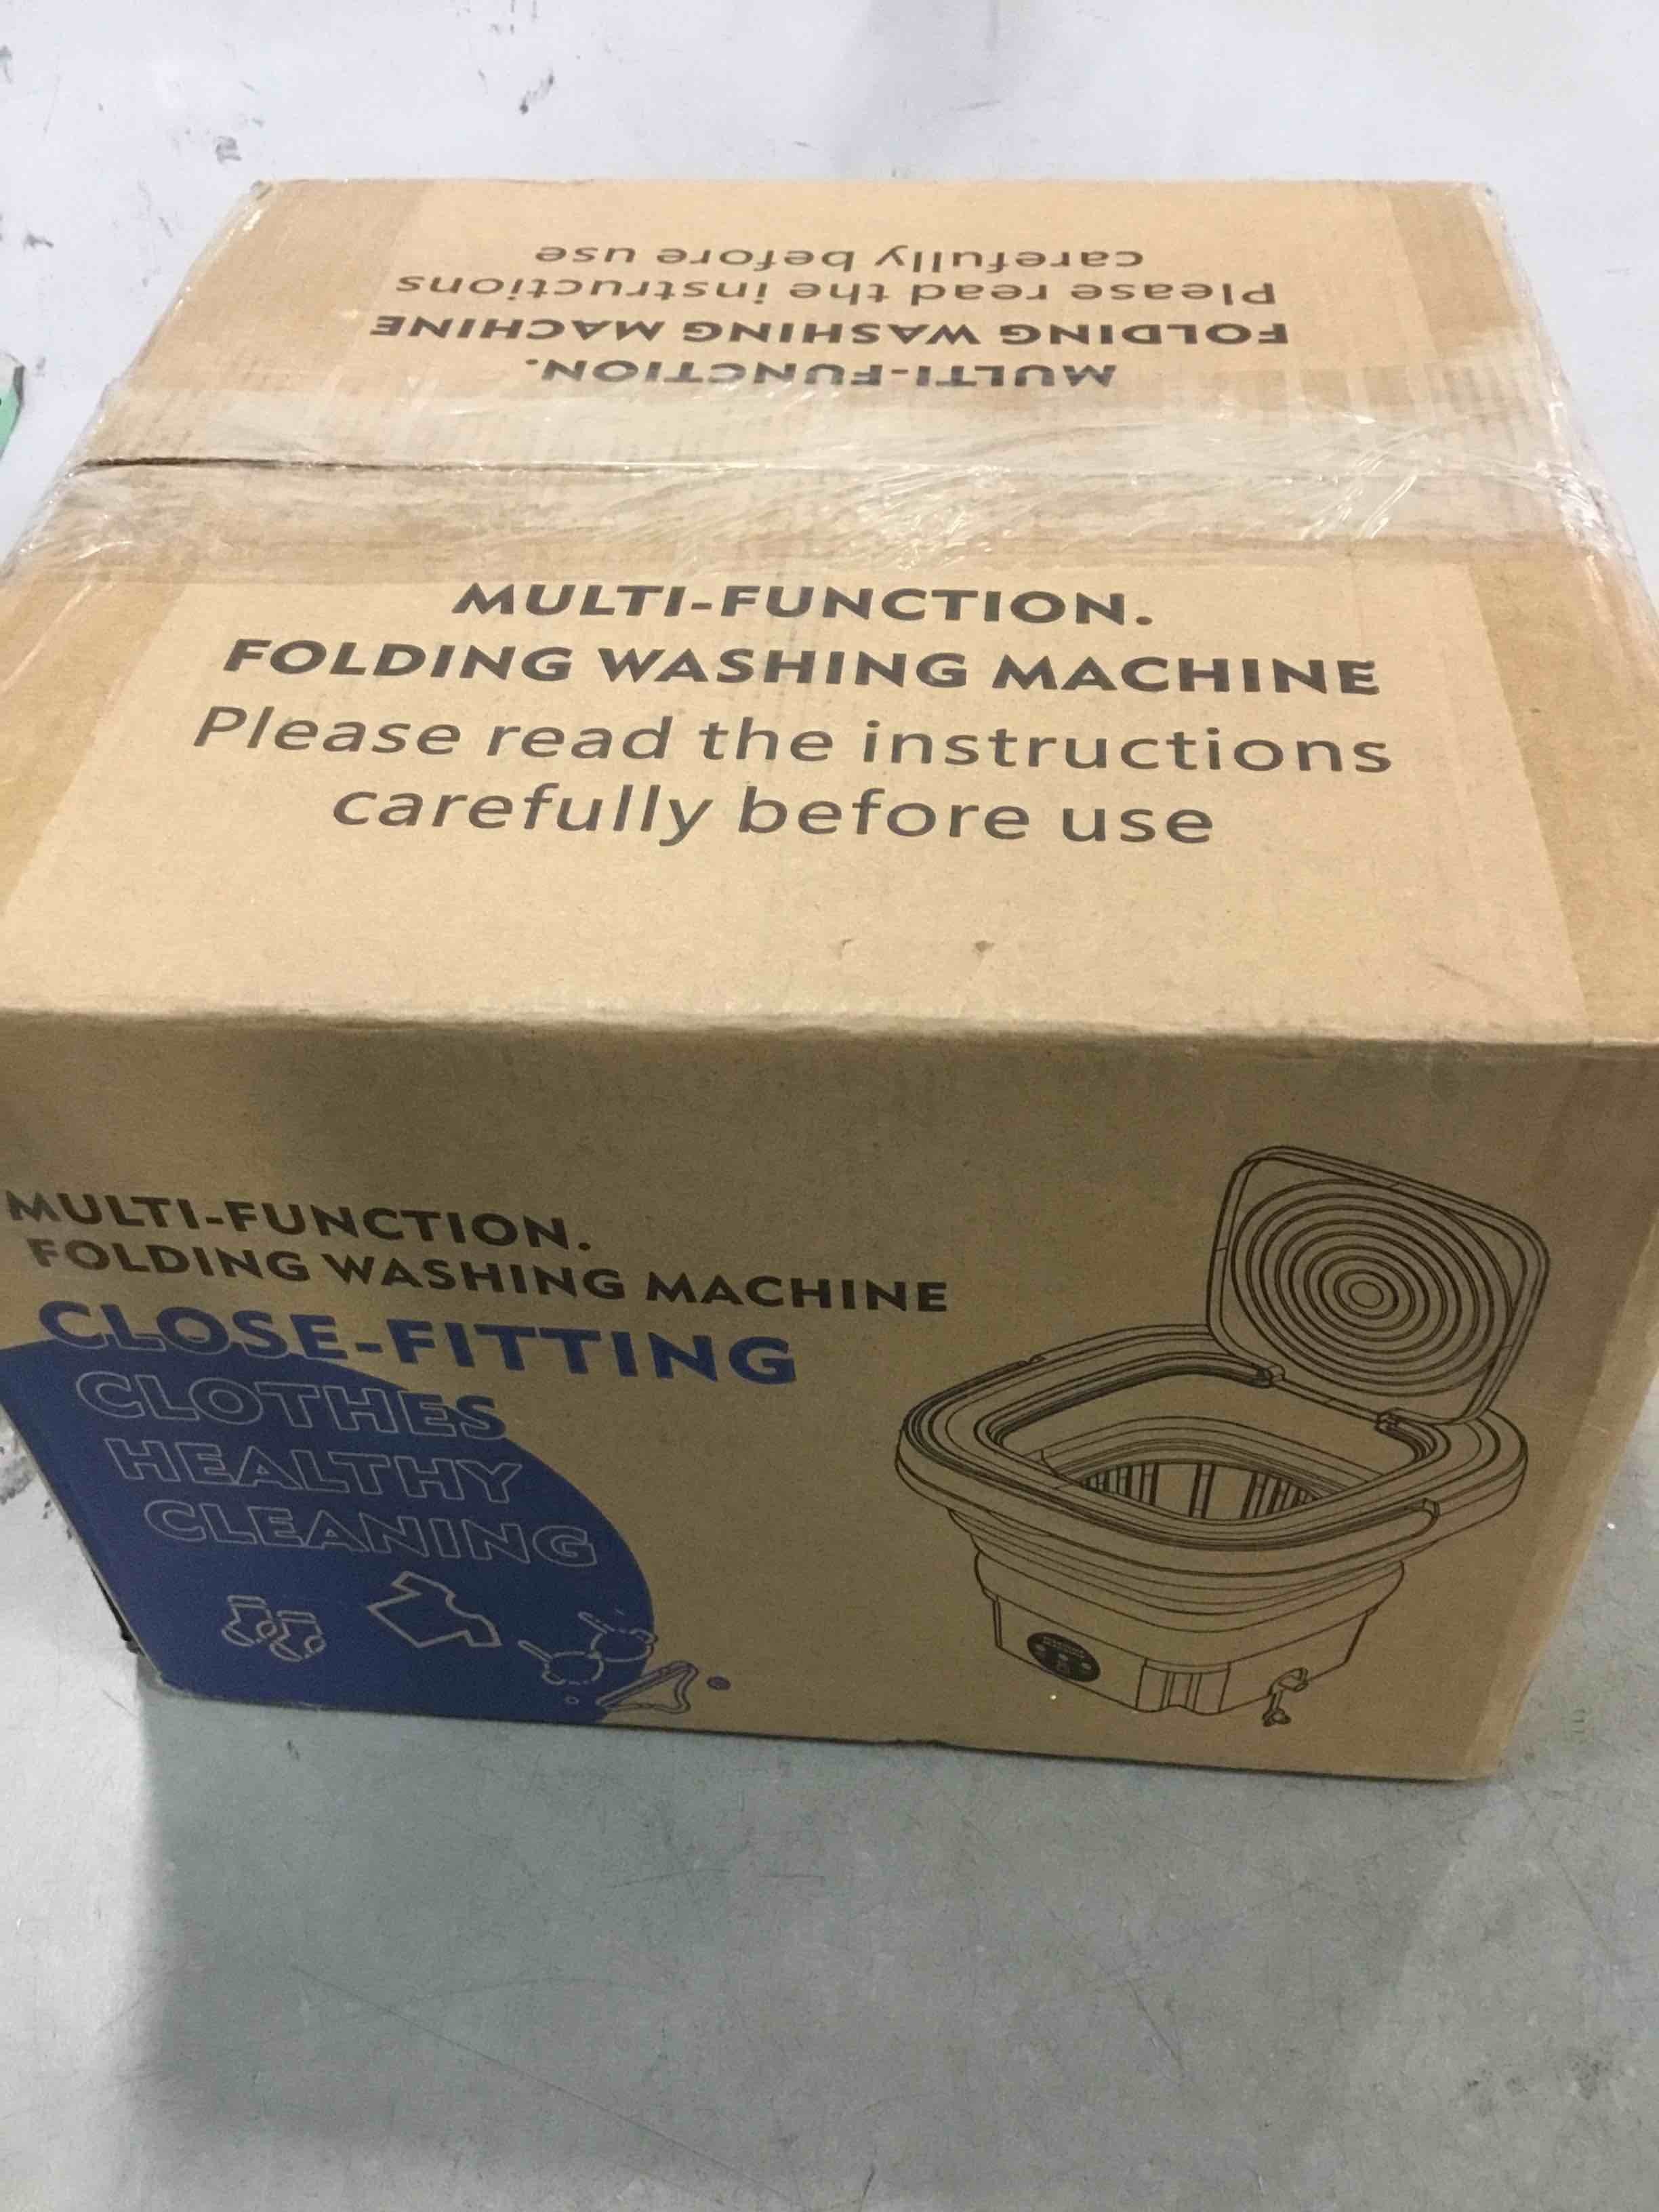 MULTI-FUNCTION.
FOLDING WASHING MACHINE
Please read the instructions
carefully before use
MULTI-FUNCTION.
FOLDING WASHING MACHINE
Please read the instructions
carefully before use
MULTI-FUNCTION.
FOLDING WASHING MACHINE
CLOSE-FITTING
CLOTHES
HEALTHY
CLEANING